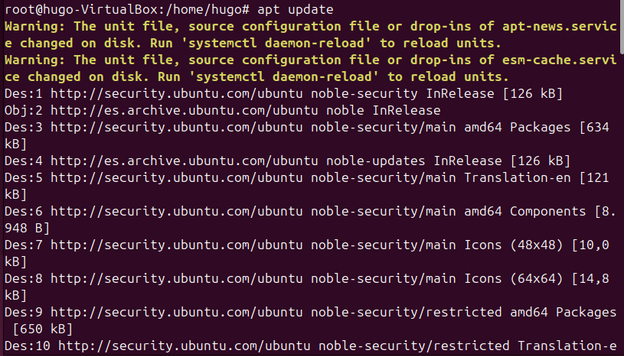 root@hugo-VirtualBox:/home/hugo# apt update
Warning: The unit file, source configuration file or drop-ins of apt-news.servic
e changed on disk. Run 'systemctl daemon-reload' to reload units.
Warning: The unit file, source configuration file or drop-ins of esm-cache.servi
ce changed on disk. Run 'systemctl daemon-reload' to reload units.
Des:1 http://security.ubuntu.com/ubuntu noble-security InRelease [126 kB]
Obj:2 http://es.archive.ubuntu.com/ubuntu noble InRelease
Des:3 http://security.ubuntu.com/ubuntu noble-security/main amd64 Packages [634
kB]
Des:4 http://es.archive.ubuntu.com/ubuntu noble-updates InRelease [126 kB]
Des:5 http://security.ubuntu.com/ubuntu noble-security/main Translation-en [121
kB]
Des:6 http://security.ubuntu.com/ubuntu noble-security/main amd64 Components [8.
948 B]
Des:7 http://security.ubuntu.com/ubuntu noble-security/main Icons (48x48) [10,0
kB]
Des:8 http://security.ubuntu.com/ubuntu noble-security/main Icons (64x64) [14,8
kB]
Des:9 http://security.ubuntu.com/ubuntu noble-security/restricted amd64 Packages
[650 kB]
Des:10 http://security.ubuntu.com/ubuntu noble-security/restricted Translation-e